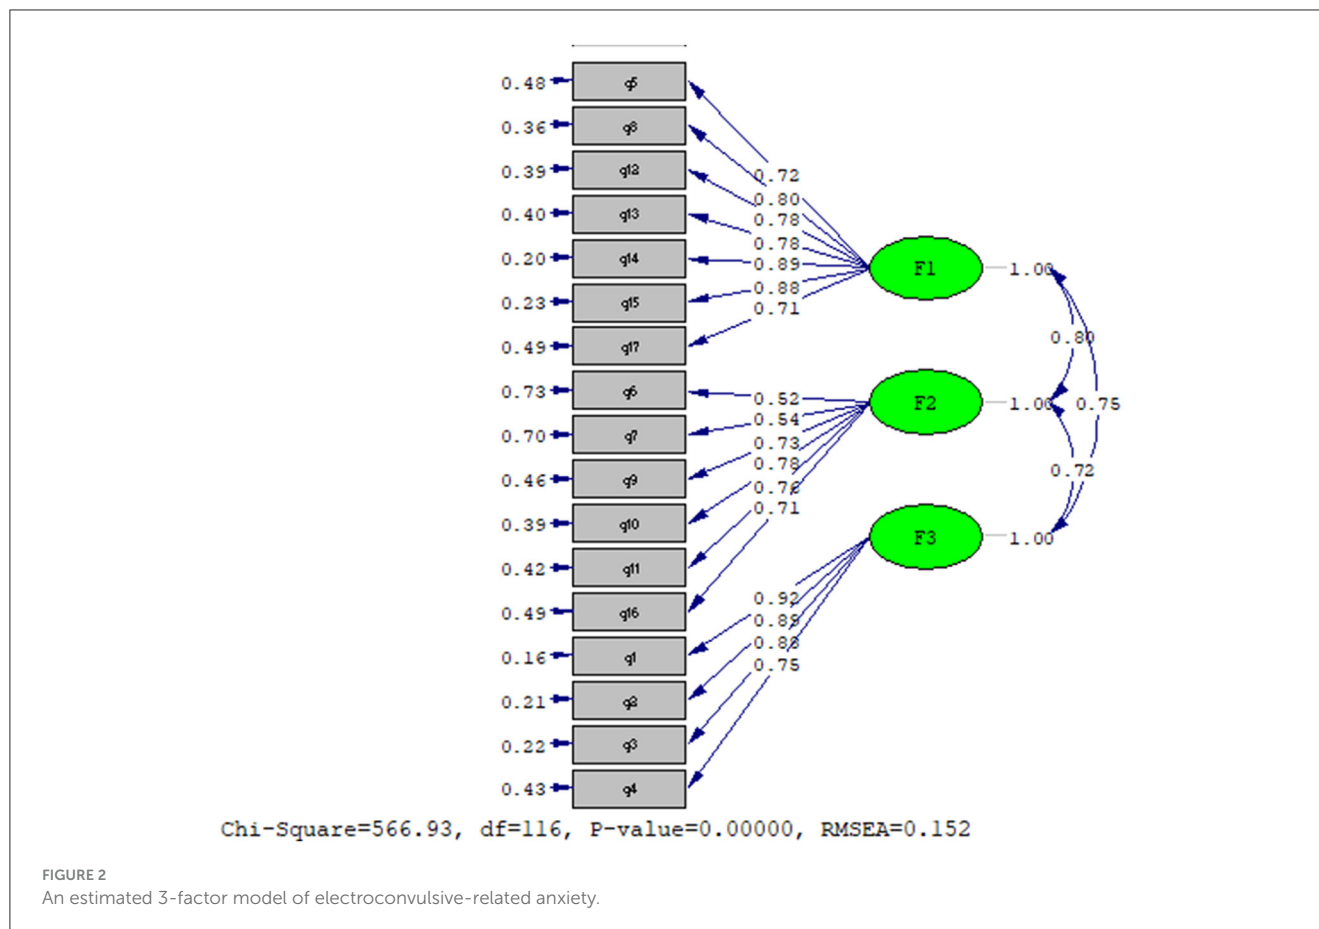 0.48 q5
0.36 q8
0.39 q12
0.40 q13
0.20 q14
0.23 q15
0.49 q17
0.73 q6
0.70 q7
0.46 q9
0.39 q10
0.42 q11
0.49 q16
0.16 q1
0.21 q2
0.22 q3
0.43 q4
0.72
0.80
0.78
0.78
0.89
0.88
0.71
0.52
0.54
0.73
0.78
0.76
0.71
0.92
0.89
0.88
0.75
F1 1.00
F2 1.00
F3 1.00
0.80
0.75
0.72
Chi-Square=566.93, df=116, P-value=0.00000, RMSEA=0.152
FIGURE 2
An estimated 3-factor model of electroconvulsive-related anxiety.